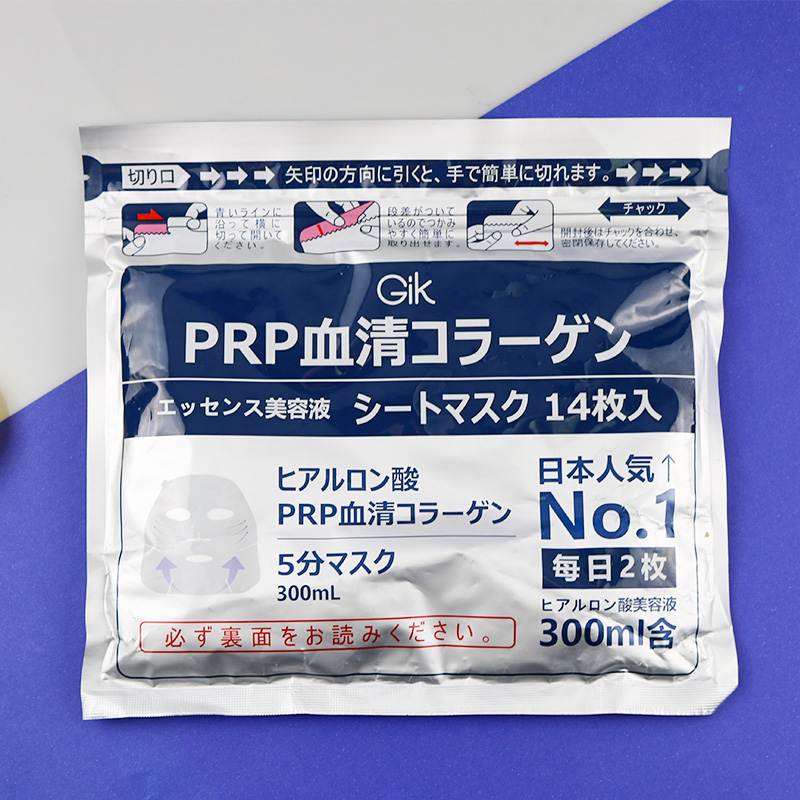 切り口 矢印の方向に引くと、手で簡単に切れます。
青いラインに
沿って横に
切って開いて
ください。
段差がついて
いるのでつかみ
やすく簡単に
取り出せます。
チャック
開封後はチャックを合わせ、
密閉保存してください。
Gik
PRP血清コラーゲン
エッセンス美容液 シートマスク 14枚入
ヒアルロン酸
PRP血清コラーゲン
5分マスク
300mL
日本人気↑
No.1
毎日2枚
ヒアルロン酸美容液
300ml含
必ず裏面をお読みください。